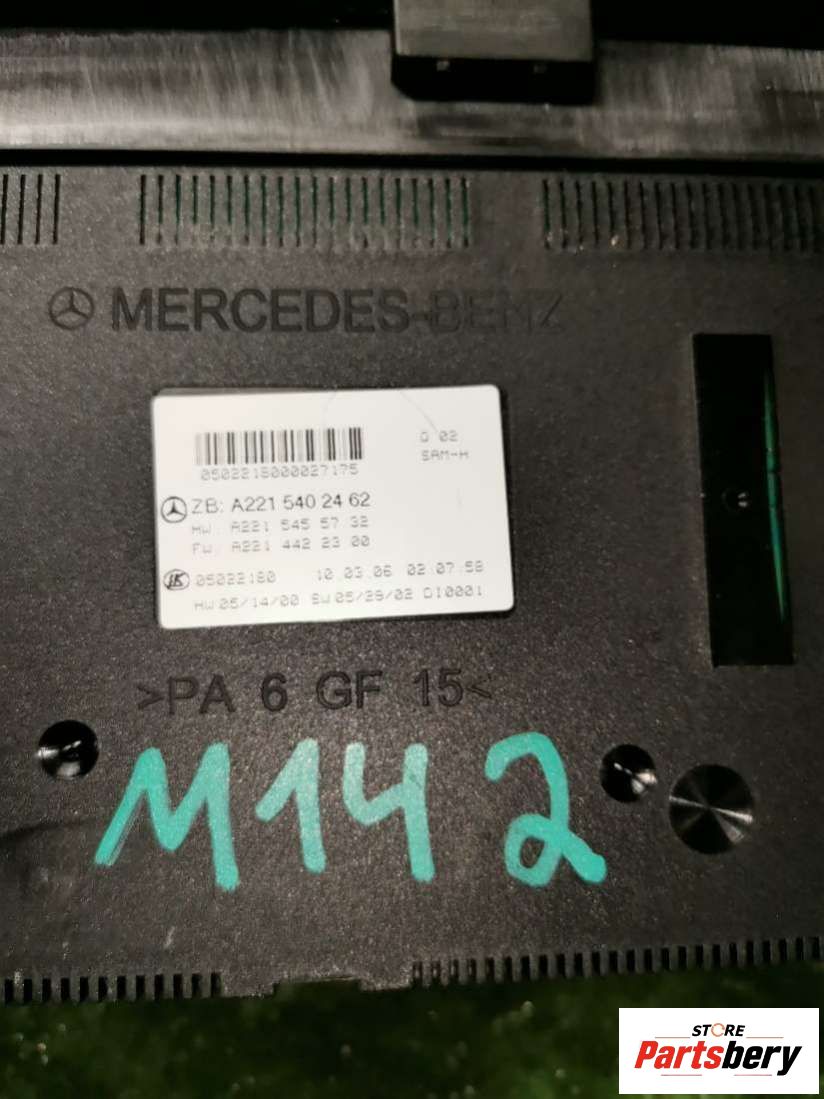 MERCEDES-BENZ
D 02
SAM-H
0502218000027175
ZB: A221 540 24 62
HW: A221 545 57 32
FW: A221 442 23 00
05022180 10.03.06 02:07:58
HW 05/14/00 SW 05/29/02 DI0001
>PA 6 GF 15<
M142
STORE
Partsbery